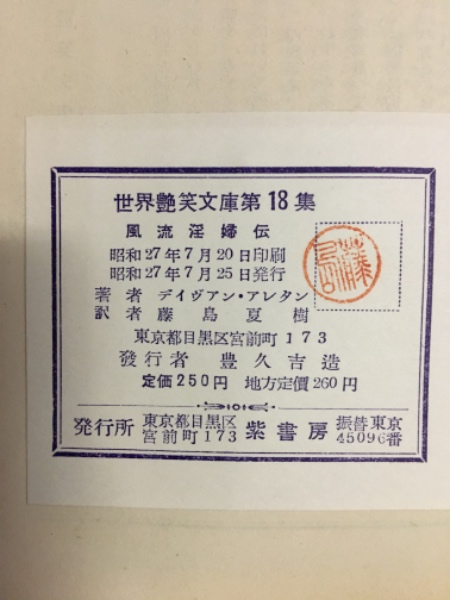 世界艶笑文庫第18集
風流淫婦伝
昭和27年7月20日印刷
昭和27年7月25日発行
著者 デイヴアン・アレタン
訳者 藤島夏樹
東京都目黒区宮前町173
發行者 豊久吉造
定価250円 地方定價260円
発行所 東京都目黒区宮前町173 紫書房 振替東京45096番